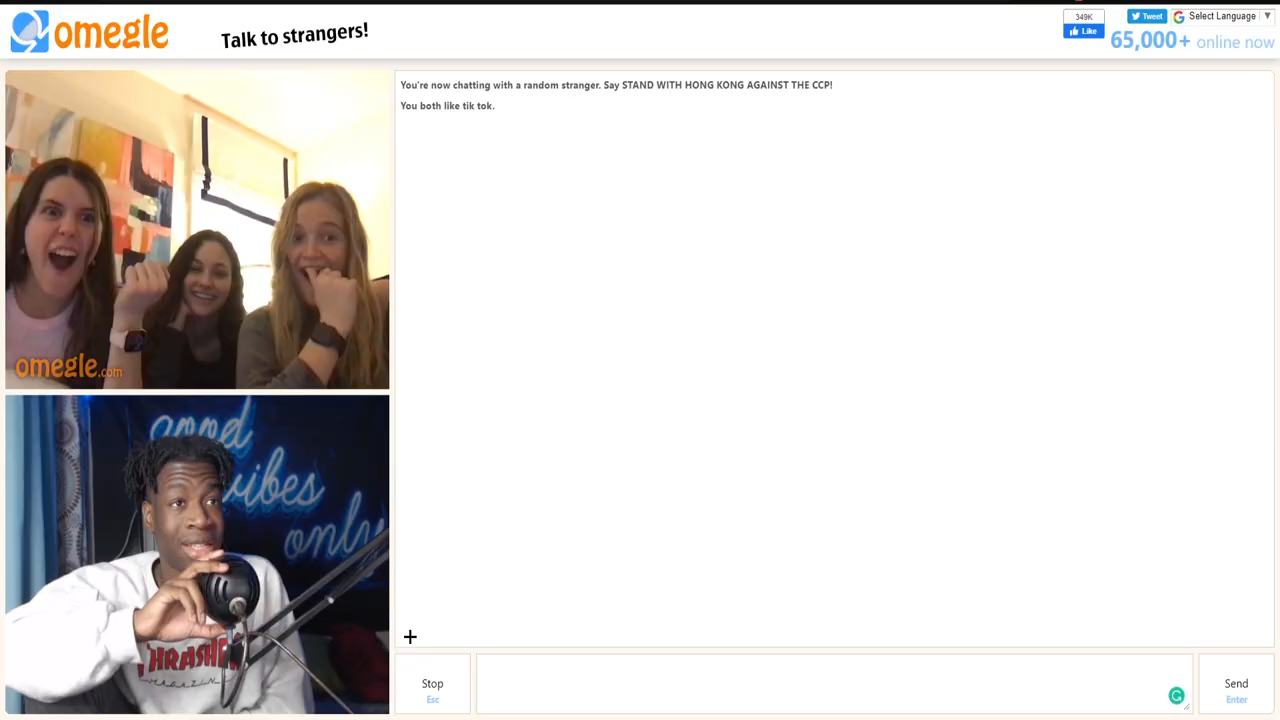 omegle
Talk to strangers!
349K
Like
Tweet
Select Language
65,000+ online now
You're now chatting with a random stranger. Say STAND WITH HONG KONG AGAINST THE CCP!
You both like tik tok.
omegle.com
good
vibes
only
THRASHER
MAGAZINE
Stop
Esc
Send
Enter